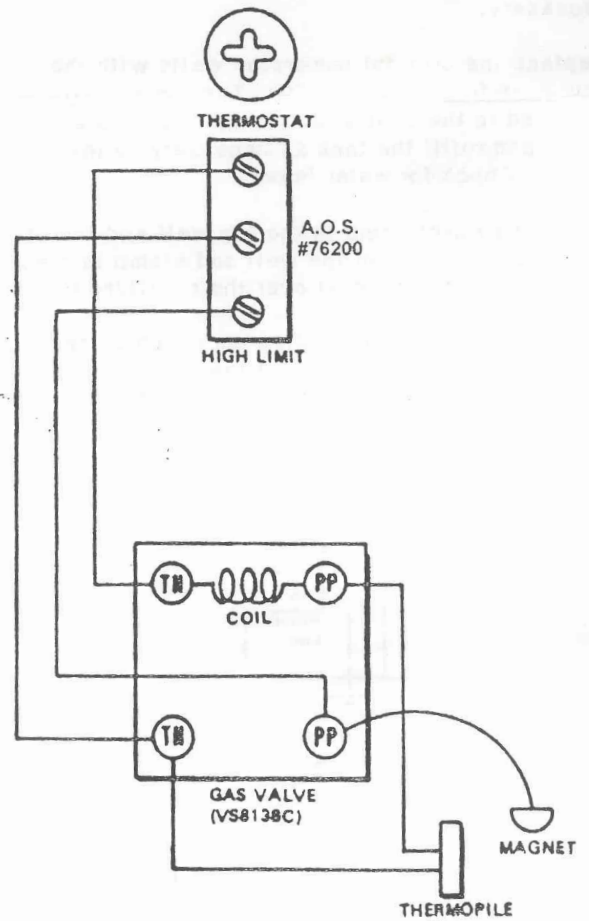 THERMOSTAT
A.O.S.
#76200
HIGH LIMIT
TH
PP
COIL
TH
PP
GAS VALVE
(VS8138C)
MAGNET
THERMOPILE